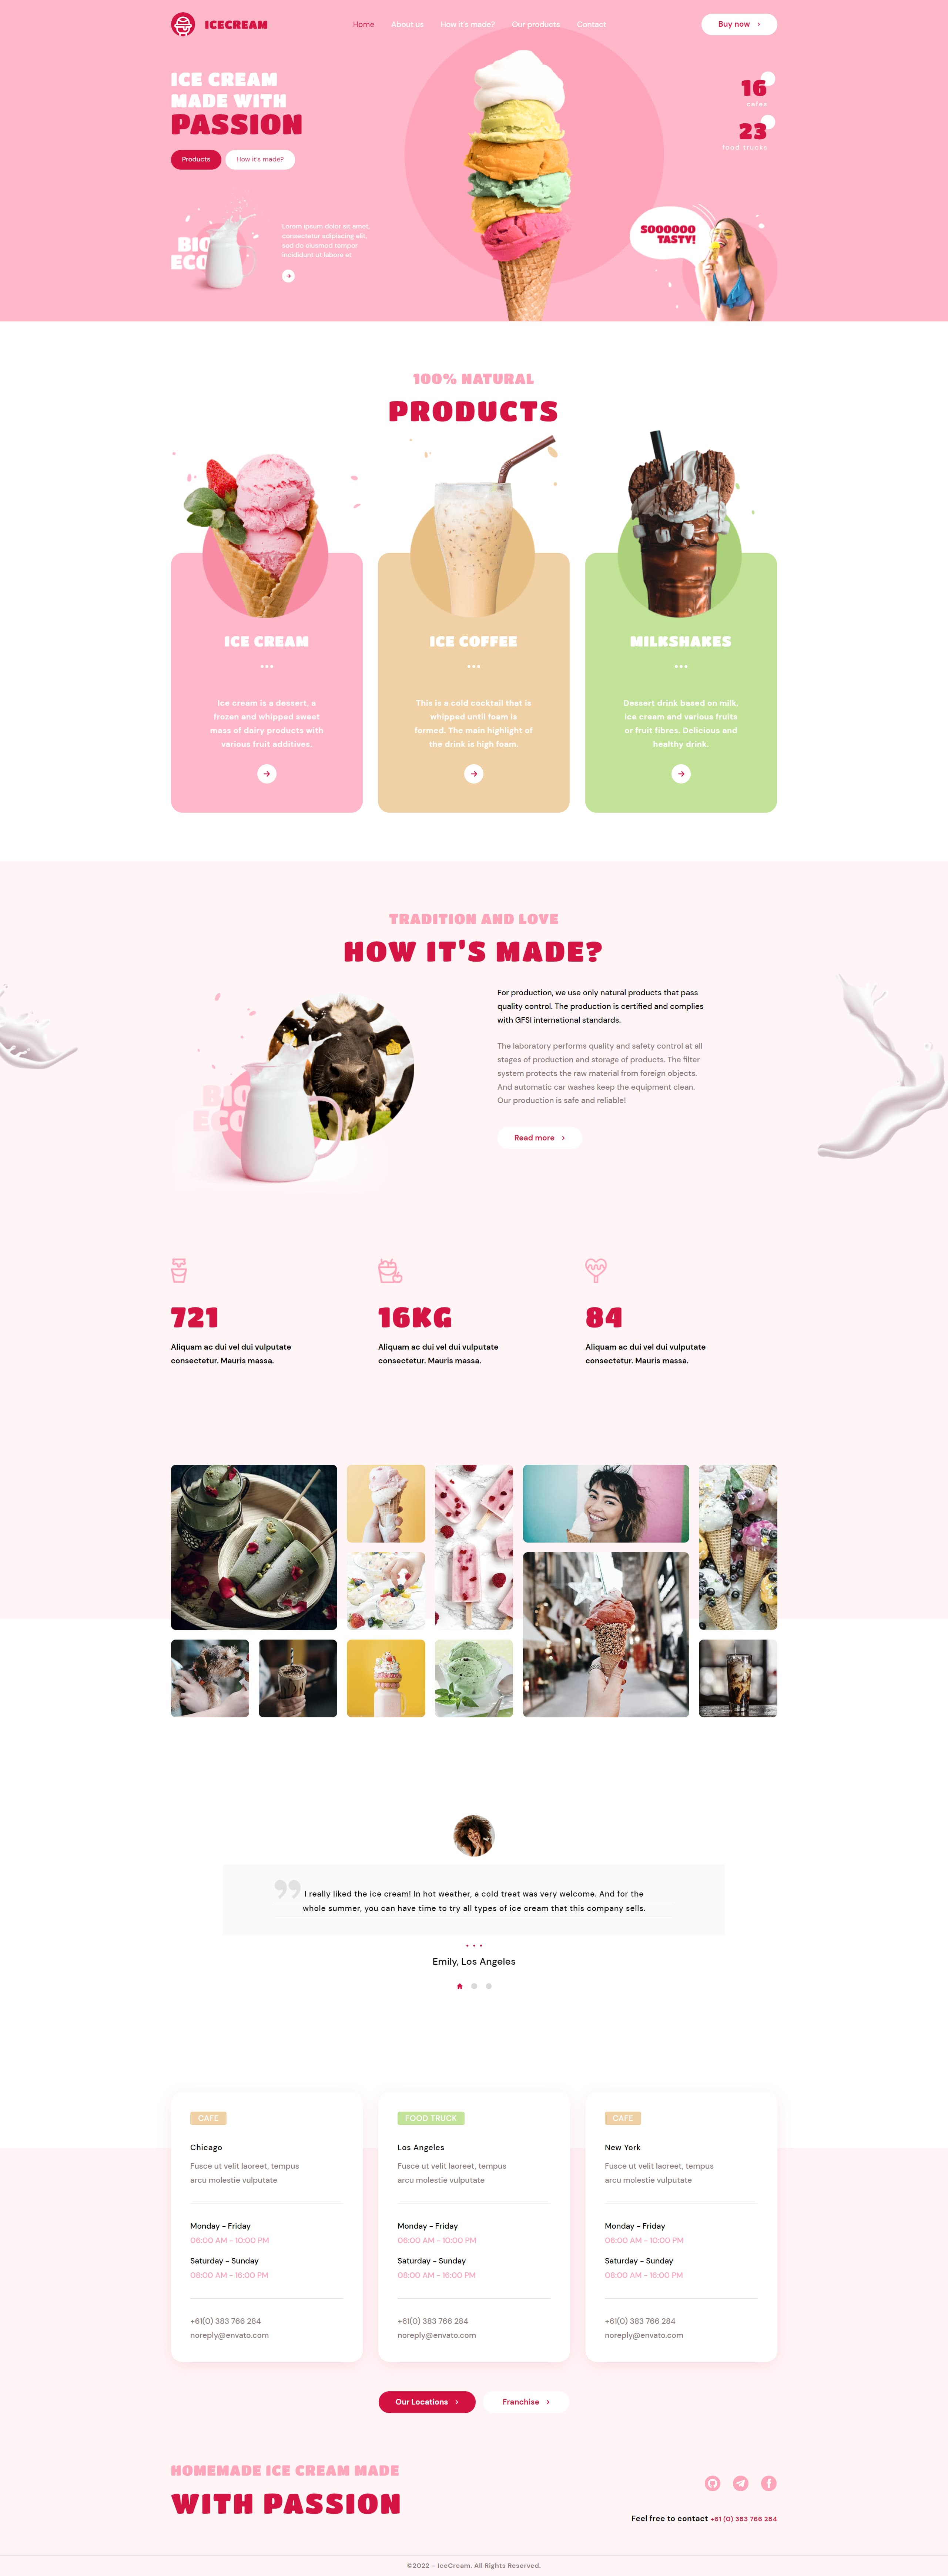 ICECREAM
Home
About us
How it's made?
Our products
Contact
Buy now
ICE CREAM
MADE WITH
PASSION
Products
How it's made?
16
cafes
23
food trucks
BIO
ECO
Lorem ipsum dolor sit amet,
consectetur adipiscing elit,
sed do eiusmod tempor
incididunt ut labore et.
SOOOOOO
TASTY!
100% NATURAL
PRODUCTS
ICE CREAM
Ice cream is a dessert, a
frozen and whipped sweet
mass of dairy products with
various fruit additives.
ICE COFFEE
This is a cold cocktail that is
whipped until foam is
formed. The main highlight of
the drink is high foam.
MILKSHAKES
Dessert drink based on milk,
ice cream and various fruits
or fruit fibres. Delicious and
healthy drink.
TRADITION AND LOVE
HOW IT'S MADE?
BIO
ECO
For production, we use only natural products that pass
quality control. The production is certified and complies
with GFSI international standards.
The laboratory performs quality and safety control at all
stages of production and storage of products. The filter
system protects the raw material from foreign objects.
And automatic car washes keep the equipment clean.
Our production is safe and reliable!
Read more
721
Aliquam ac dui vel dui vulputate
consectetur. Mauris massa.
16KG
Aliquam ac dui vel dui vulputate
consectetur. Mauris massa.
84
Aliquam ac dui vel dui vulputate
consectetur. Mauris massa.
I really liked the ice cream! In hot weather, a cold treat was very welcome. And for the
whole summer, you can have time to try all types of ice cream that this company sells.
Emily, Los Angeles
CAFE
Chicago
Fusce ut velit laoreet, tempus
arcu molestie vulputate
Monday - Friday
06:00 AM - 10:00 PM
Saturday - Sunday
08:00 AM - 16:00 PM
+61(0) 383 766 284
noreply@envato.com
FOOD TRUCK
Los Angeles
Fusce ut velit laoreet, tempus
arcu molestie vulputate
Monday - Friday
06:00 AM - 10:00 PM
Saturday - Sunday
08:00 AM - 16:00 PM
+61(0) 383 766 284
noreply@envato.com
CAFE
New York
Fusce ut velit laoreet, tempus
arcu molestie vulputate
Monday - Friday
06:00 AM - 10:00 PM
Saturday - Sunday
08:00 AM - 16:00 PM
+61(0) 383 766 284
noreply@envato.com
Our Locations
Franchise
HOMEMADE ICE CREAM MADE
WITH PASSION
Feel free to contact +61 (0) 383 766 284
©2022 – IceCream. All Rights Reserved.